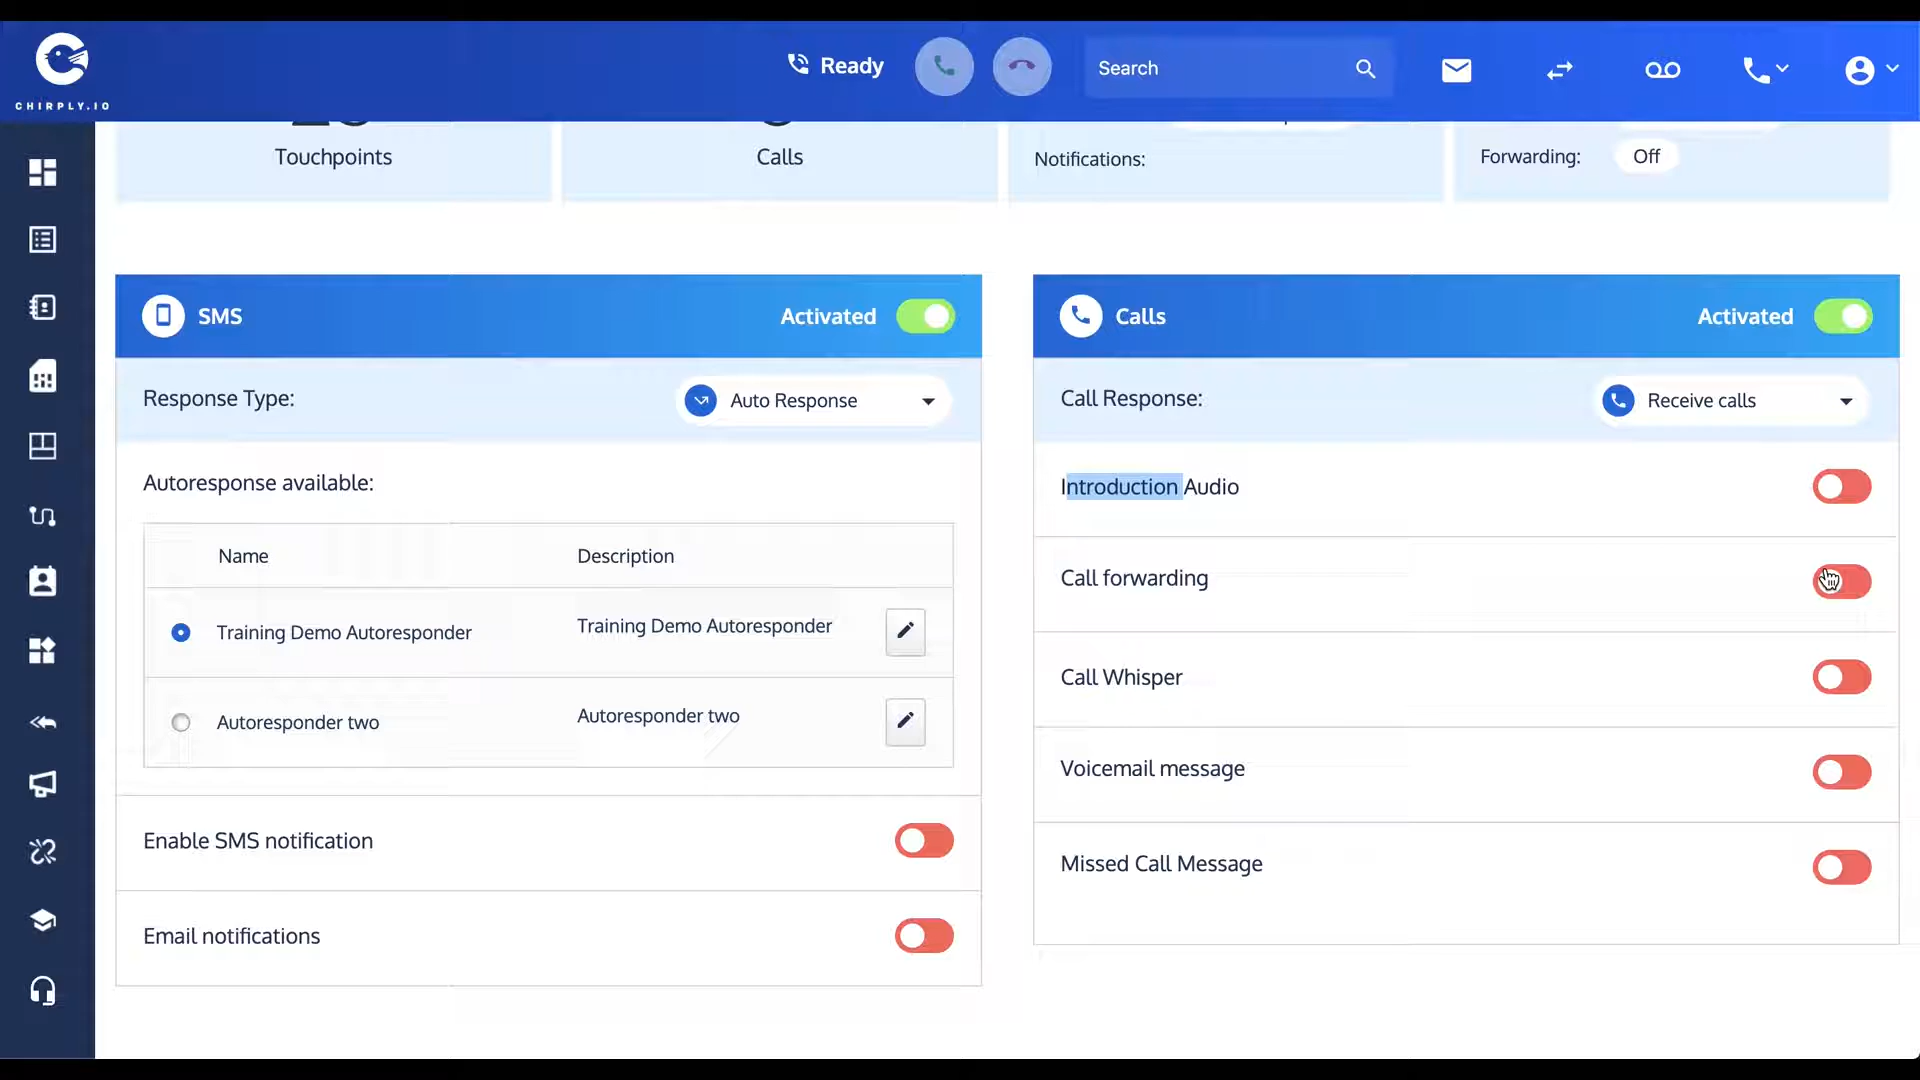 CHIRPLY.IO
Ready
Search
Touchpoints
Calls
Notifications:
Forwarding:
Off
SMS
Activated
Response Type:
Auto Response
Autoresponse available:
Name
Description
Training Demo Autoresponder
Training Demo Autoresponder
Autoresponder two
Autoresponder two
Enable SMS notification
Email notifications
Calls
Activated
Call Response:
Receive calls
Introduction Audio
Call forwarding
Call Whisper
Voicemail message
Missed Call Message